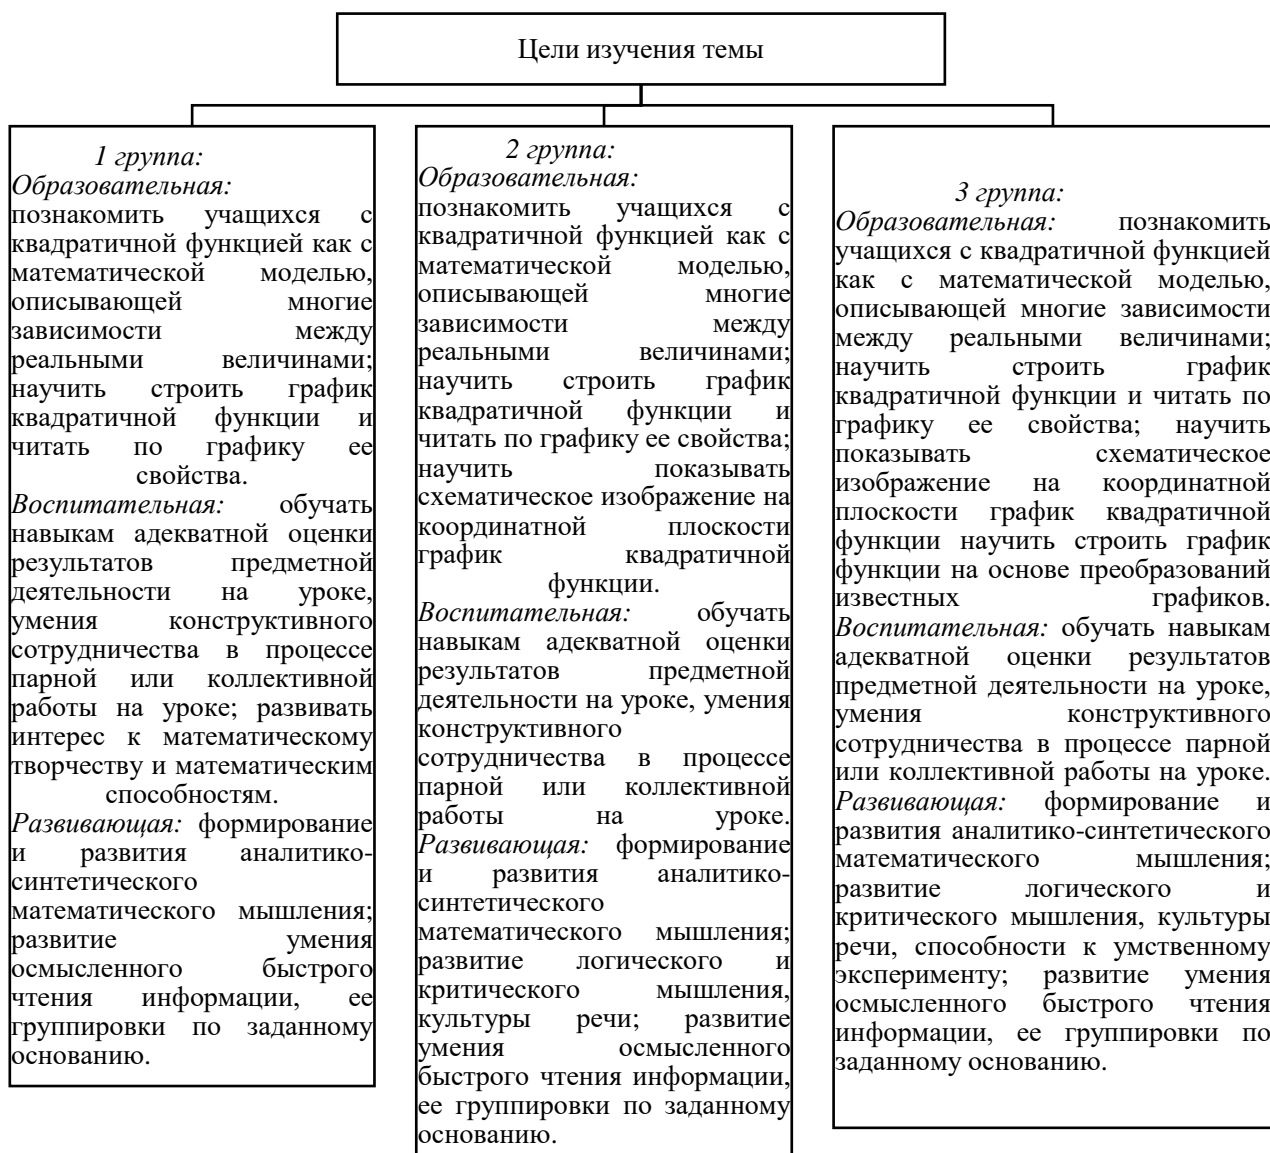 Цели изучения темы
1 группа:
Образовательная:
познакомить учащихся с
квадратичной функцией как с
математической моделью,
описывающей многие
зависимости между
реальными величинами;
научить строить график
квадратичной функции и
читать по графику ее
свойства.
Воспитательная: обучать
навыкам адекватной оценки
результатов предметной
деятельности на уроке,
умения конструктивного
сотрудничества в процессе
парной или коллективной
работы на уроке; развивать
интерес к математическому
творчеству и математическим
способностям.
Развивающая: формирование
и развития аналитико-
синтетического
математического мышления;
развитие умения
осмысленного быстрого
чтения информации, ее
группировки по заданному
основанию.
2 группа:
Образовательная:
познакомить учащихся с
квадратичной функцией как с
математической моделью,
описывающей многие
зависимости между
реальными величинами;
научить строить график
квадратичной функции и
читать по графику ее свойства;
научить показывать
схематическое изображение на
координатной плоскости
график квадратичной
функции.
Воспитательная: обучать
навыкам адекватной оценки
результатов предметной
деятельности на уроке, умения
конструктивного
сотрудничества в процессе
парной или коллективной
работы на уроке.
Развивающая: формирование
и развития аналитико-
синтетического
математического мышления;
развитие логического и
критического мышления,
культуры речи; развитие
умения осмысленного
быстрого чтения информации,
ее группировки по заданному
основанию.
3 группа:
Образовательная: познакомить
учащихся с квадратичной функцией
как с математической моделью,
описывающей многие зависимости
между реальными величинами;
научить строить график
квадратичной функции и читать по
графику ее свойства; научить
показывать схематическое
изображение на координатной
плоскости график квадратичной
функции научить строить график
функции на основе преобразований
известных графиков.
Воспитательная: обучать навыкам
адекватной оценки результатов
предметной деятельности на уроке,
умения конструктивного
сотрудничества в процессе парной
или коллективной работы на уроке.
Развивающая: формирование и
развития аналитико-синтетического
математического мышления;
развитие логического и
критического мышления, культуры
речи, способности к умственному
эксперименту; развитие умения
осмысленного быстрого чтения
информации, ее группировки по
заданному основанию.